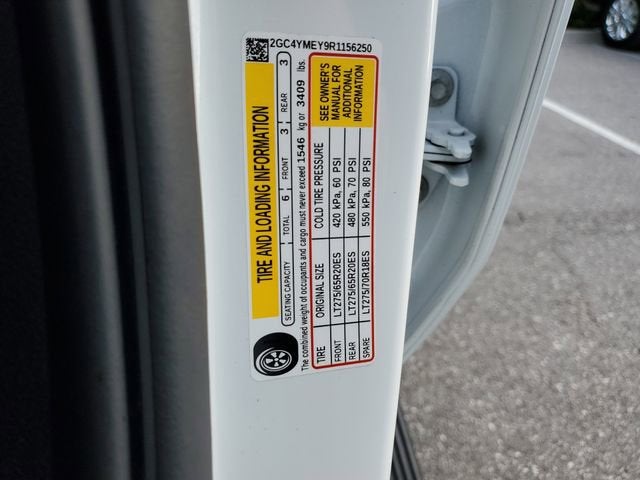 2GC4YMEY9R1156250
TIRE AND LOADING INFORMATION
SEATING CAPACITY TOTAL 6 FRONT 3 REAR 3
The combined weight of occupants and cargo must never exceed 1546 kg or 3409 lbs.
TIRE ORIGINAL SIZE COLD TIRE PRESSURE
FRONT LT275/65R20ES 420 kPa, 60 PSI
REAR LT275/65R20ES 480 kPa, 70 PSI
SPARE LT275/70R18ES 550 kPa, 80 PSI
SEE OWNER'S
MANUAL FOR
ADDITIONAL
INFORMATION